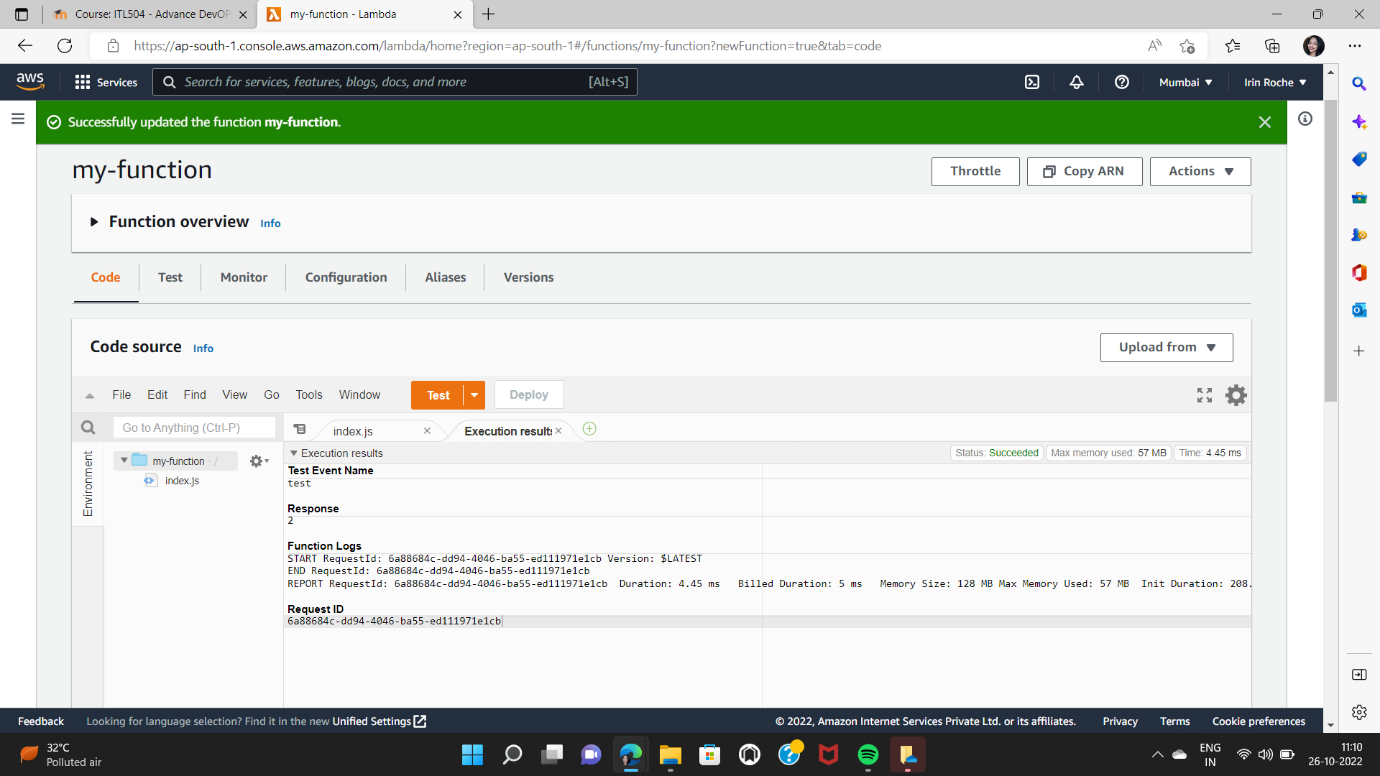 Course: ITL504 - Advance DevOP
my-function - Lambda
https://ap-south-1.console.aws.amazon.com/lambda/home?region=ap-south-1#/functions/my-function?newFunction=true&tab=code
aws
Services
Search for services, features, blogs, docs, and more
[Alt+S]
Mumbai
Irin Roche
Successfully updated the function my-function.
my-function
Throttle
Copy ARN
Actions
Function overview Info
Code
Test
Monitor
Configuration
Aliases
Versions
Code source Info
Upload from
File
Edit
Find
View
Go
Tools
Window
Test
Deploy
Go to Anything (Ctrl-P)
index.js
Execution results
Environment
my-function - /
index.js
Execution results
Status: Succeeded
Max memory used: 57 MB
Time: 4.45 ms
Test Event Name
test
Response
2
Function Logs
START RequestId: 6a88684c-dd94-4046-ba55-ed111971e1cb Version: $LATEST
END RequestId: 6a88684c-dd94-4046-ba55-ed111971e1cb
REPORT RequestId: 6a88684c-dd94-4046-ba55-ed111971e1cb Duration: 4.45 ms Billed Duration: 5 ms Memory Size: 128 MB Max Memory Used: 57 MB Init Duration: 208.
Request ID
6a88684c-dd94-4046-ba55-ed111971e1cb
Feedback
Looking for language selection? Find it in the new Unified Settings
© 2022, Amazon Internet Services Private Ltd. or its affiliates.
Privacy
Terms
Cookie preferences
32°C
Polluted air
ENG
IN
11:10
26-10-2022